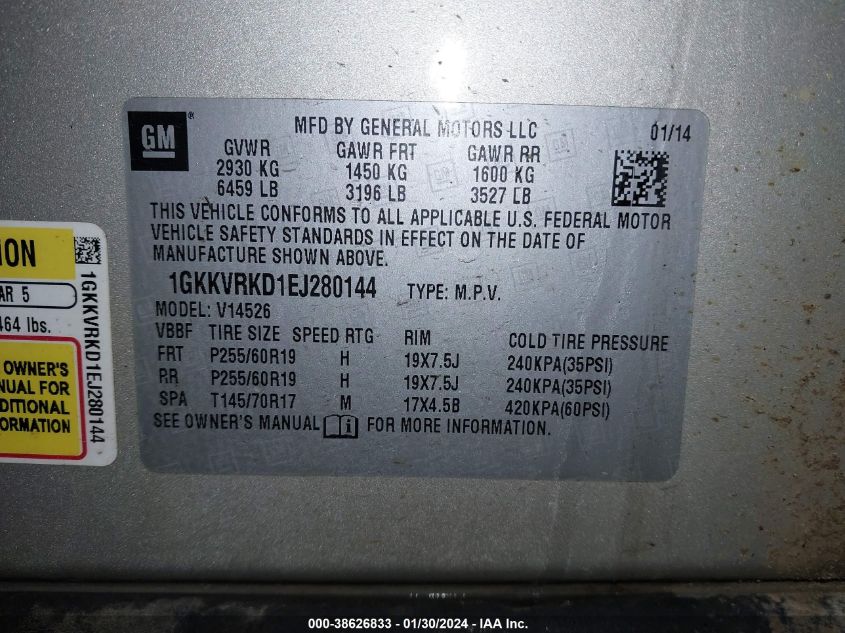 GM
®
MFD BY GENERAL MOTORS LLC 01/14
GVWR GAWR FRT GAWR RR
2930 KG 1450 KG 1600 KG
6459 LB 3196 LB 3527 LB
THIS VEHICLE CONFORMS TO ALL APPLICABLE U.S. FEDERAL MOTOR
VEHICLE SAFETY STANDARDS IN EFFECT ON THE DATE OF
MANUFACTURE SHOWN ABOVE.
1GKKVRKD1EJ280144 TYPE: M.P.V.
MODEL: V14526
VBBF TIRE SIZE SPEED RTG RIM COLD TIRE PRESSURE
FRT P255/60R19 H 19X7.5J 240KPA(35PSI)
RR P255/60R19 H 19X7.5J 240KPA(35PSI)
SPA T145/70R17 M 17X4.5B 420KPA(60PSI)
SEE OWNER'S MANUAL FOR MORE INFORMATION.
ION
AR 5
464 lbs.
OWNER'S
NUAL FOR
DITIONAL
ORMATION
1GKKVRKD1EJ280144
000-38626833 - 01/30/2024 - IAA Inc.